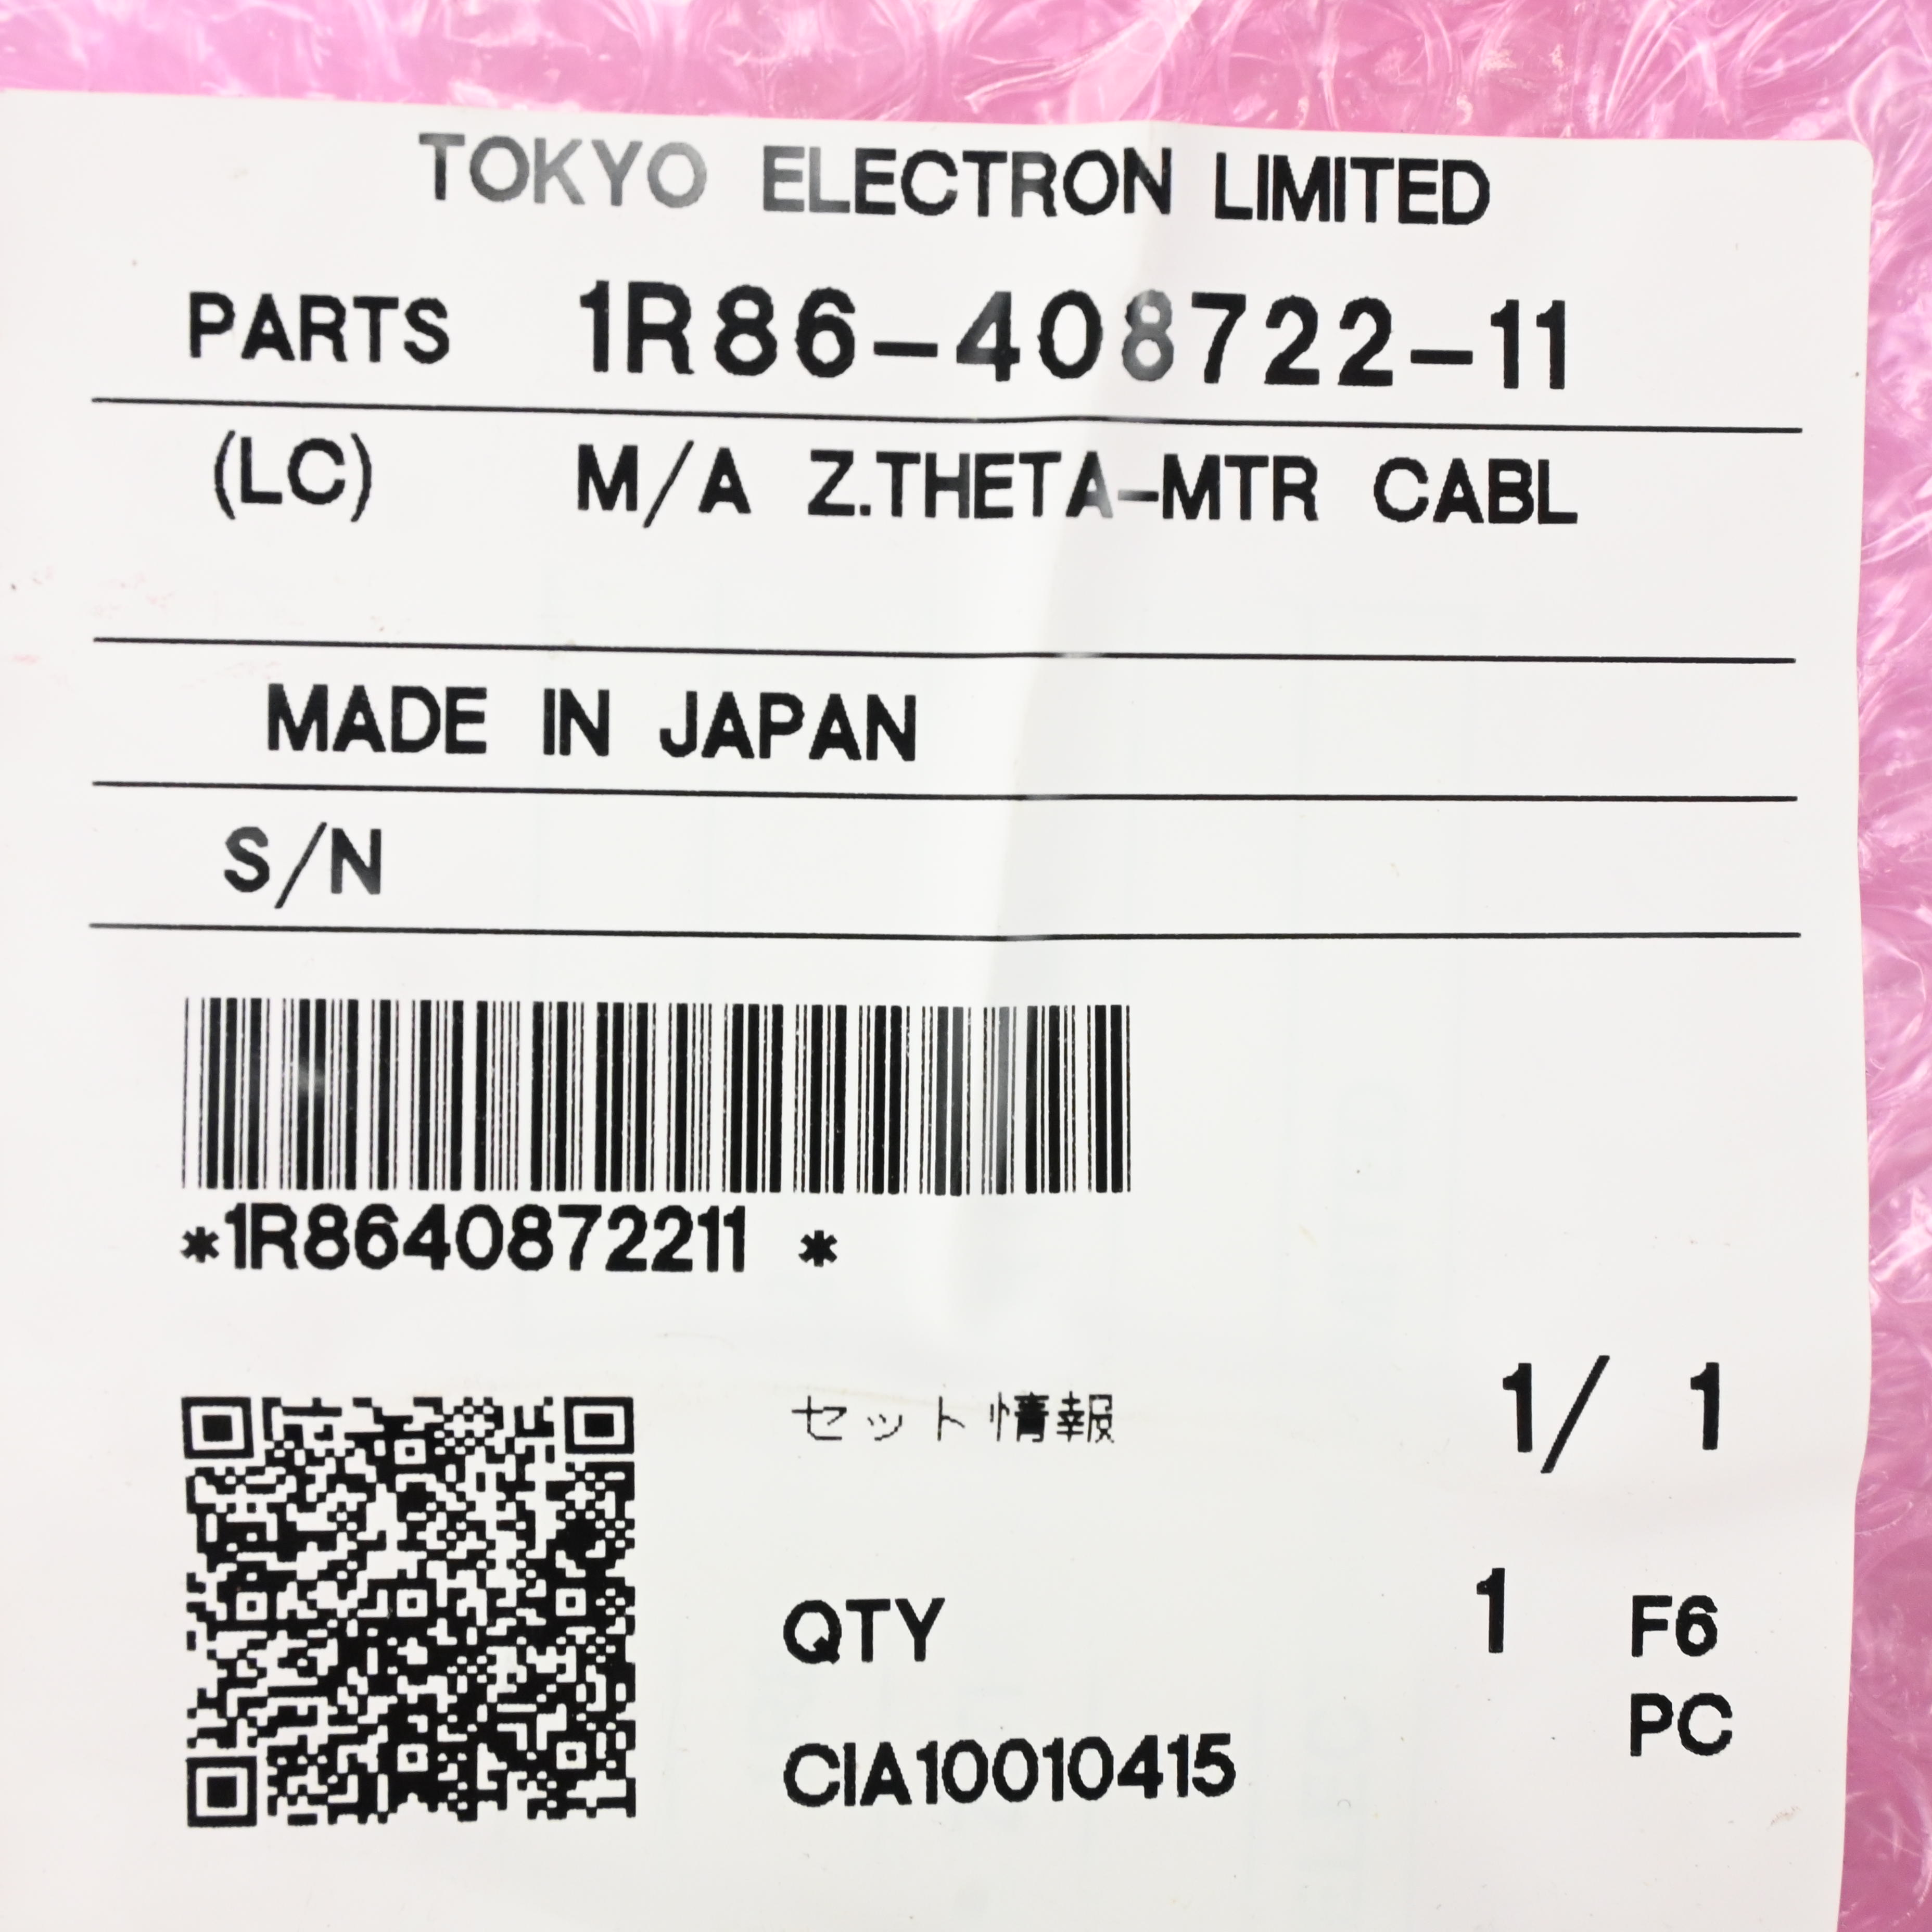 TOKYO ELECTRON LIMITED
PARTS 1R86-408722-11
(LC) M/A Z.THETA-MTR CABL
MADE IN JAPAN
S/N
*1R8640872211 *
セット情報 1/ 1
QTY 1 F6
PC
CIA10010415